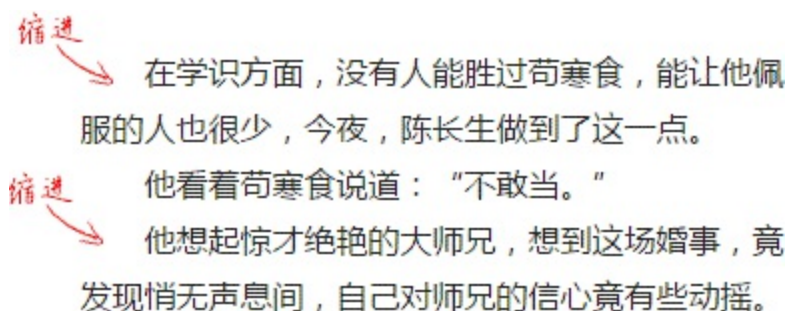 缩进
在学识方面，没有人能胜过苟寒食，能让他佩
服的人也很少，今夜，陈长生做到了这一点。
他看着苟寒食说道：“不敢当。”
缩进
他想起惊才绝艳的大师兄，想到这场婚事，竟
发现悄无声息间，自己对师兄的信心竟有些动摇。